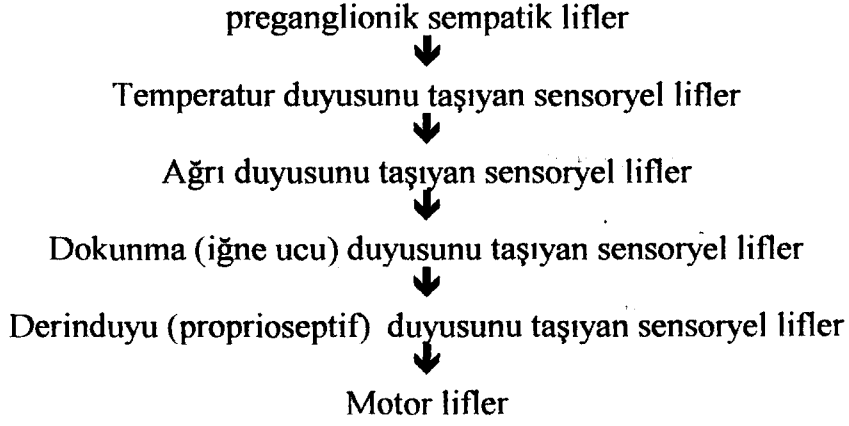 preganglionik sempatik lifler
Temperatur duyusunu taşıyan sensoryel lifler
Ağrı duyusunu taşıyan sensoryel lifler
Dokunma (iğne ucu) duyusunu taşıyan sensoryel lifler
Derinduyu (proprioseptif) duyusunu taşıyan sensoryel lifler
Motor lifler